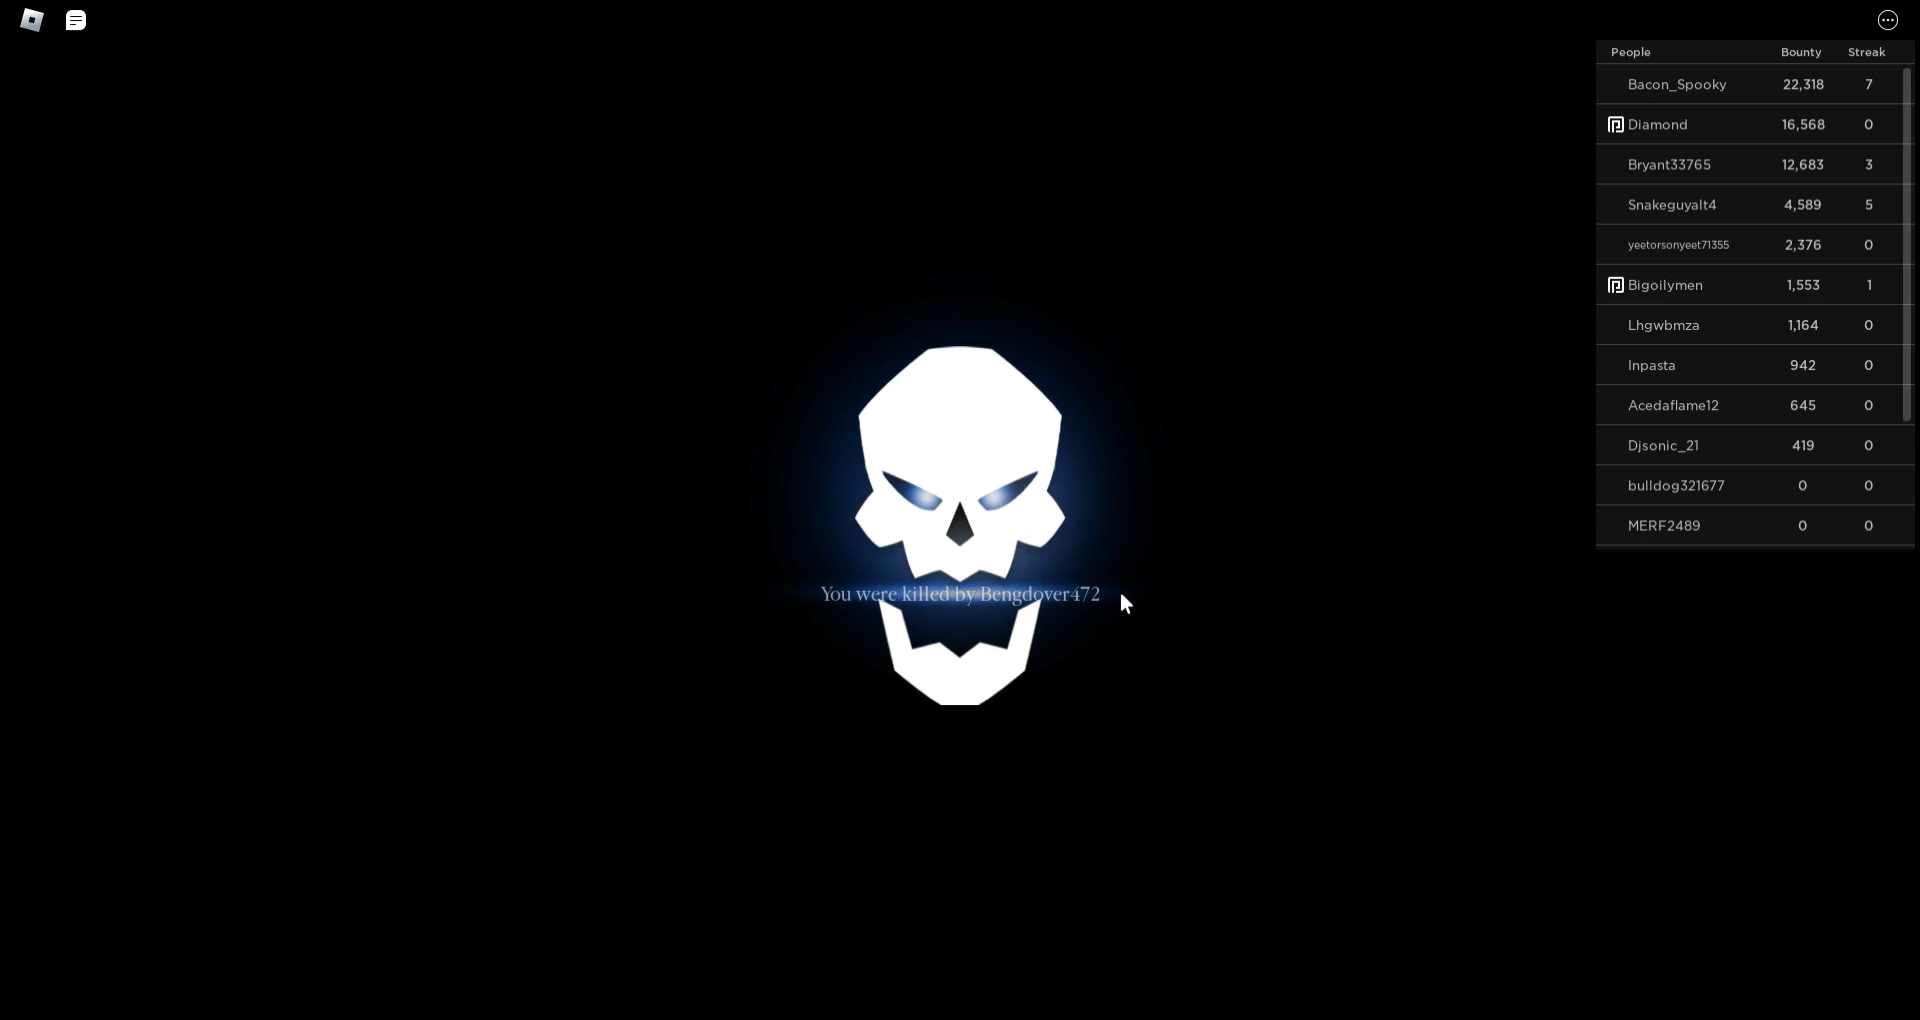 People Bounty Streak
Bacon_Spooky 22,318 7
Diamond 16,568 0
Bryant33765 12,683 3
Snakeguyalt4 4,589 5
yeetorsonyeet71355 2,376 0
Bigoilymen 1,553 1
Lhgwbmza 1,164 0
Inpasta 942 0
Acedaflame12 645 0
Djsonic_21 419 0
bulldog321677 0 0
MERF2489 0 0
You were killed by Bengdover472